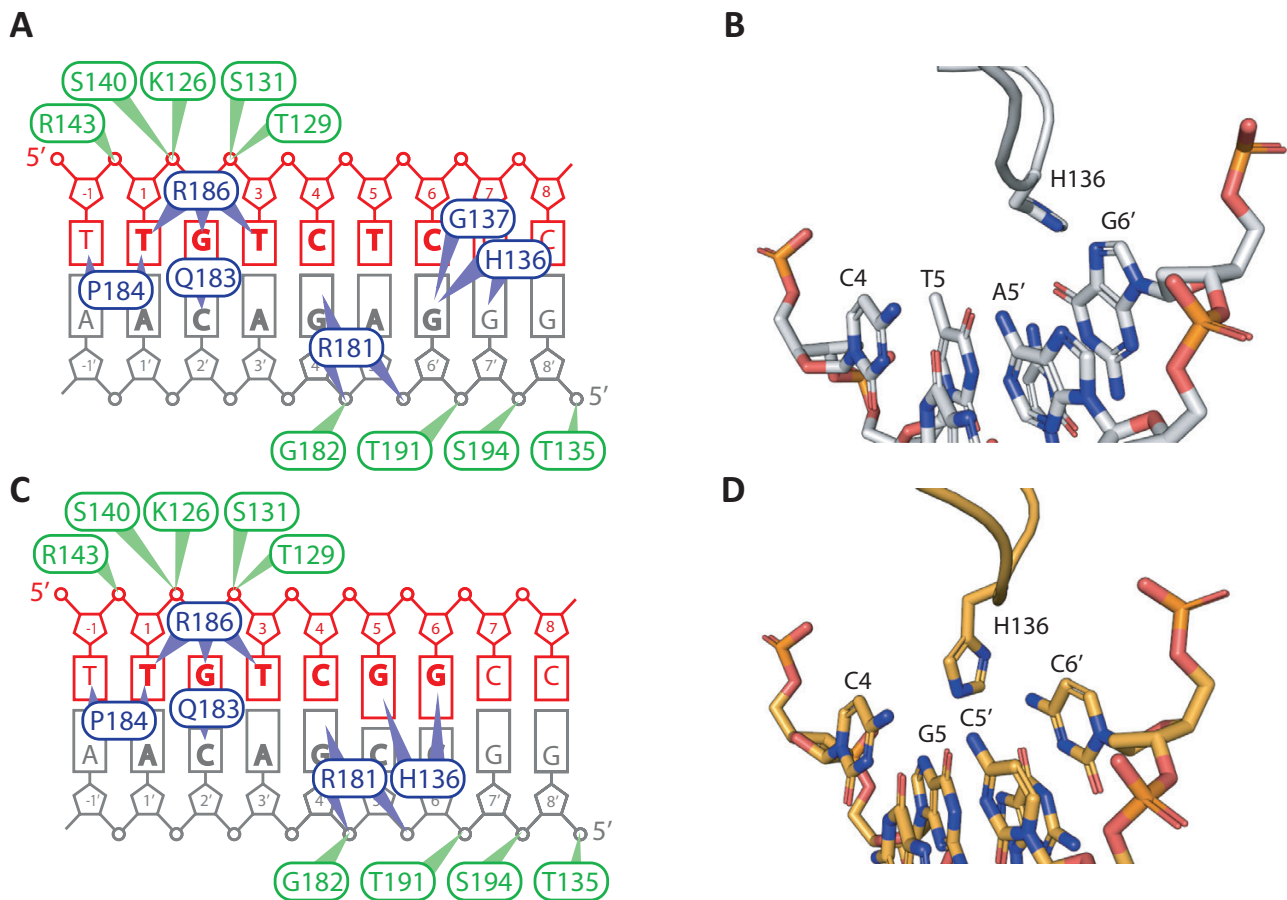 A
S140 K126 S131
R143 T129
5'
-1 1 3 4 5 6 7 8
R186
T T G T C T C C
G137
H136
P184 Q183
A A C A G A G G G
R181
-1' 1' 2' 3' 4' 6' 7' 8'
5'
G182 T191 S194 T135
B
H136
G6'
C4 T5 A5'
C
S140 K126 S131
R143 T129
5'
-1 1 3 4 5 6 7 8
R186
T T G T C G G C C
P184 Q183
A A C A G C G G
R181 H136
-1' 1' 2' 3' 4' 6' 7' 8'
5'
G182 T191 S194 T135
D
H136
C4 C6'
G5 C5'